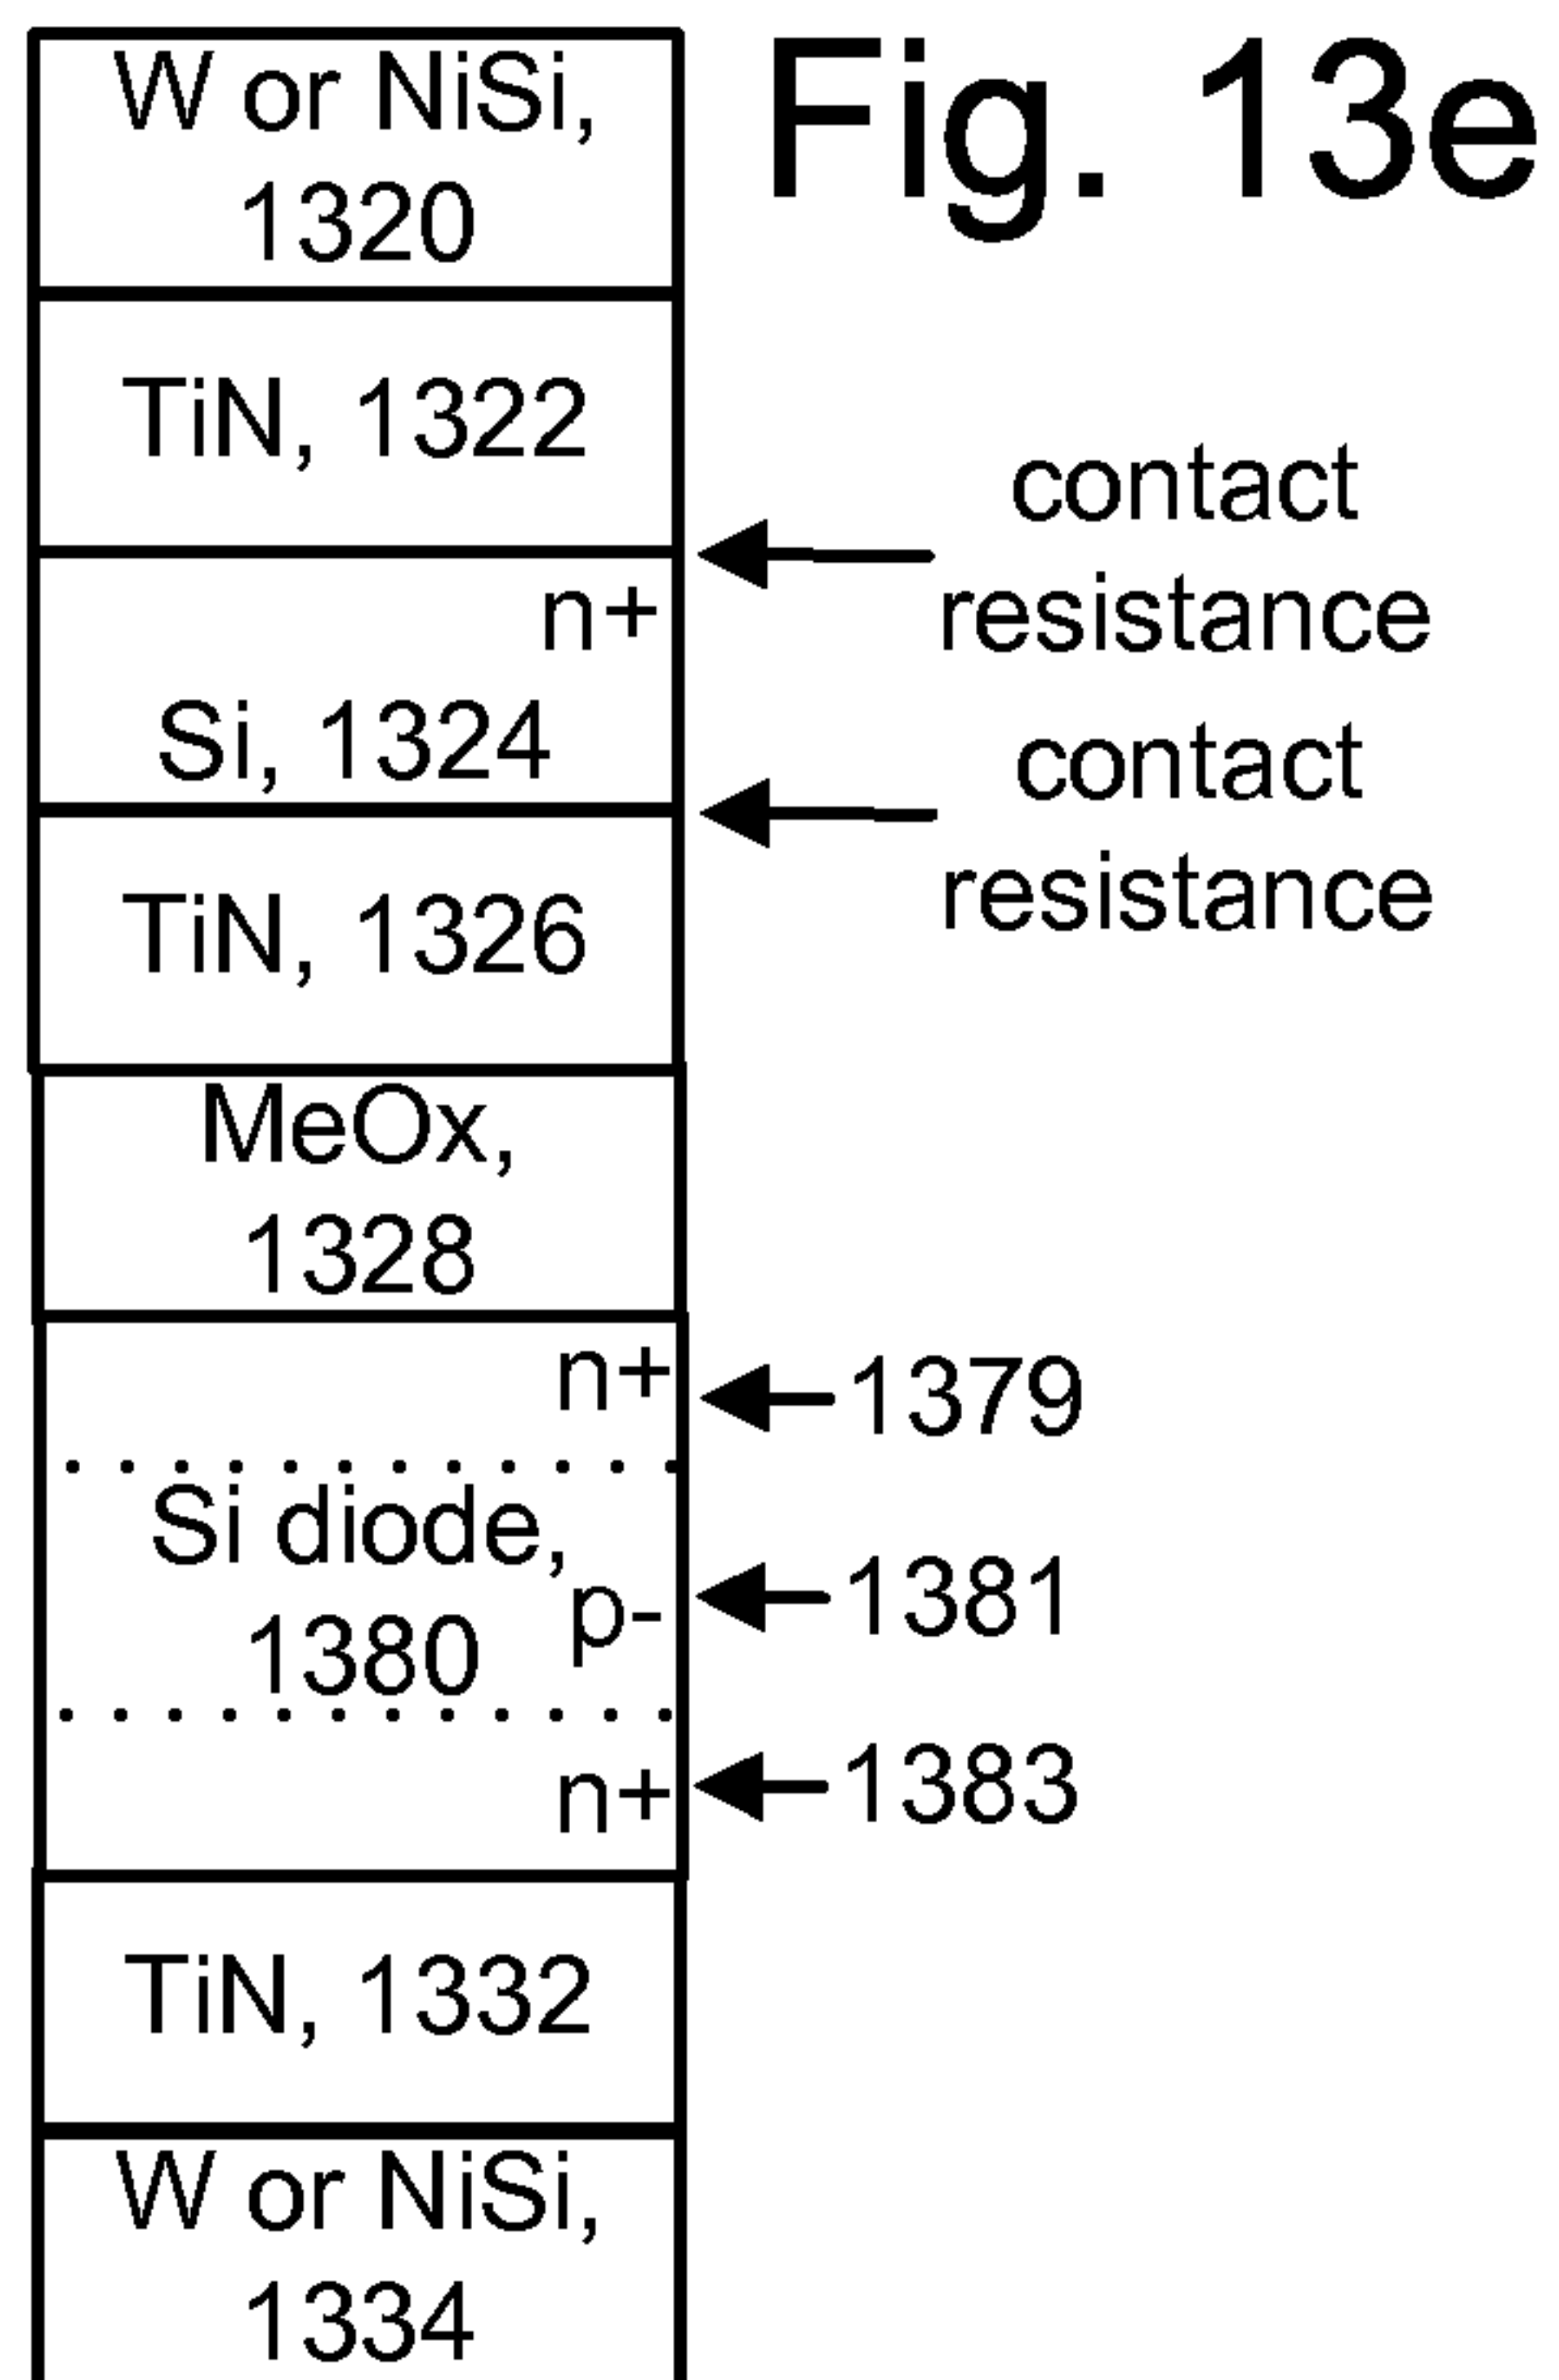 Fig. 13e
W or NiSi,
1320
TiN, 1322
contact
resistance
n+
Si, 1324
contact
resistance
TiN, 1326
MeOx,
1328
n+
1379
Si diode,
1380
p-
1381
n+
1383
TiN, 1332
W or NiSi,
1334